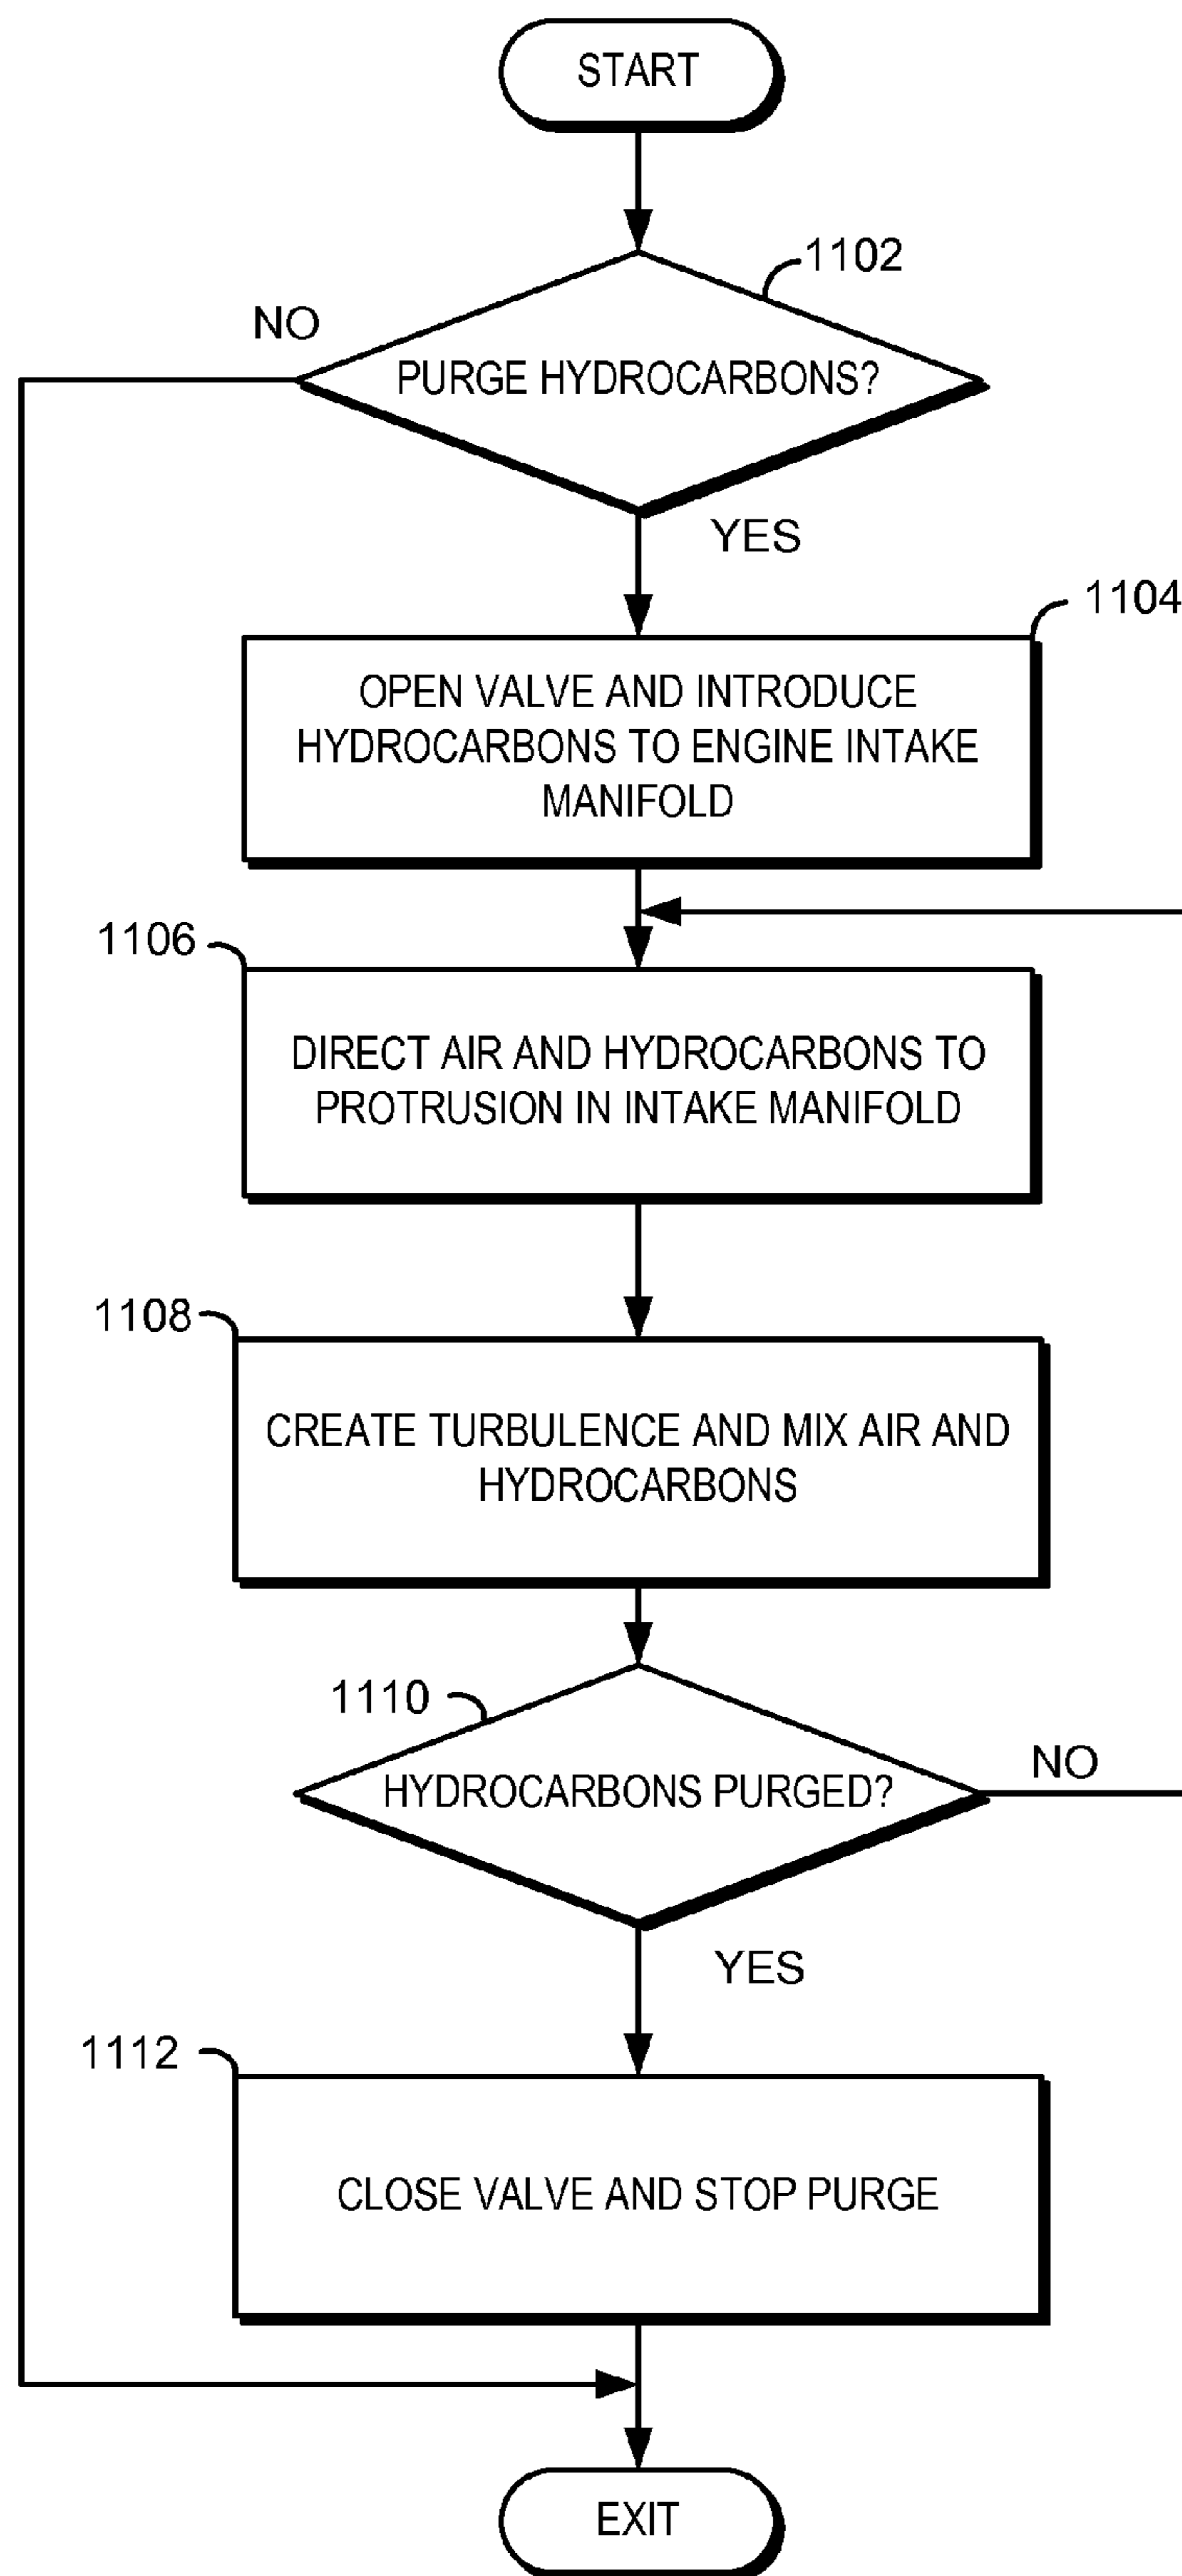 START
1102
NO
PURGE HYDROCARBONS?
YES
1104
OPEN VALVE AND INTRODUCE
HYDROCARBONS TO ENGINE INTAKE
MANIFOLD
1106
DIRECT AIR AND HYDROCARBONS TO
PROTRUSION IN INTAKE MANIFOLD
1108
CREATE TURBULENCE AND MIX AIR AND
HYDROCARBONS
1110
NO
HYDROCARBONS PURGED?
YES
1112
CLOSE VALVE AND STOP PURGE
EXIT